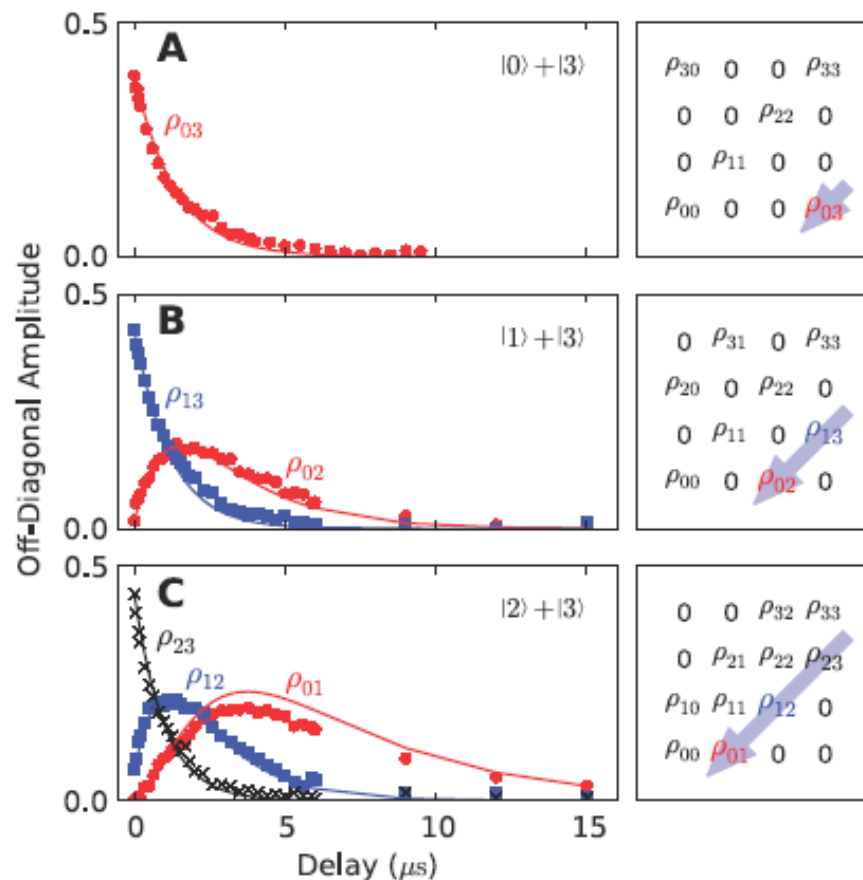 Off-Diagonal Amplitude
0.5
A
|0⟩ + |3⟩
ρ03
0.0
ρ30 0 0 ρ33
0 0 ρ22 0
0 ρ11 0 0
ρ00 0 0 ρ03
0.5
B
|1⟩ + |3⟩
ρ13
ρ02
0.0
0 ρ31 0 ρ33
ρ20 0 ρ22 0
0 ρ11 0 ρ13
ρ00 0 ρ02 0
0.5
C
|2⟩ + |3⟩
ρ23
ρ12
ρ01
0.0
0 0 ρ32 ρ33
0 ρ21 ρ22 ρ23
ρ10 ρ11 ρ12 0
ρ00 ρ01 0 0
0 5 10 15
Delay (μs)